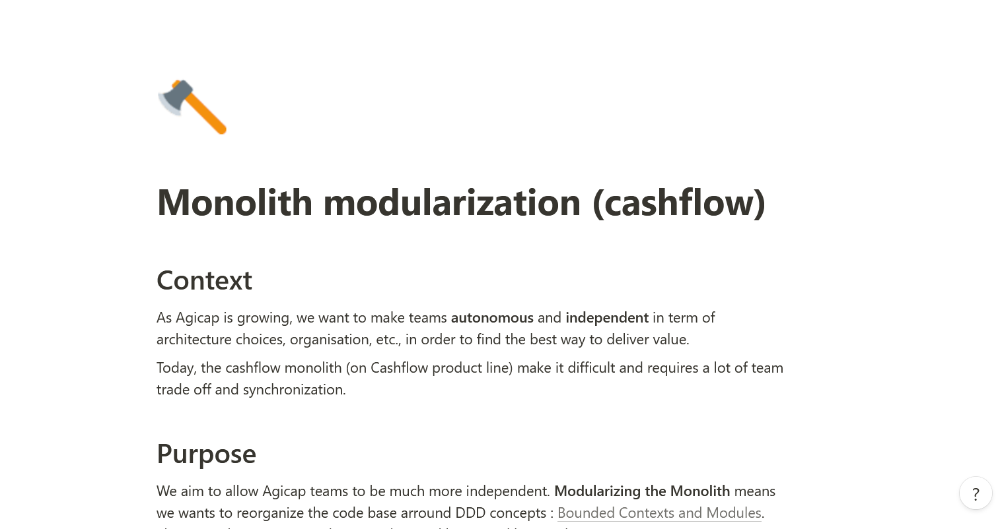 Monolith modularization (cashflow)
Context
As Agicap is growing, we want to make teams autonomous and independent in term of
architecture choices, organisation, etc., in order to find the best way to deliver value.
Today, the cashflow monolith (on Cashflow product line) make it difficult and requires a lot of team
trade off and synchronization.
Purpose
We aim to allow Agicap teams to be much more independent. Modularizing the Monolith means
we wants to reorganize the code base arround DDD concepts : Bounded Contexts and Modules.
?